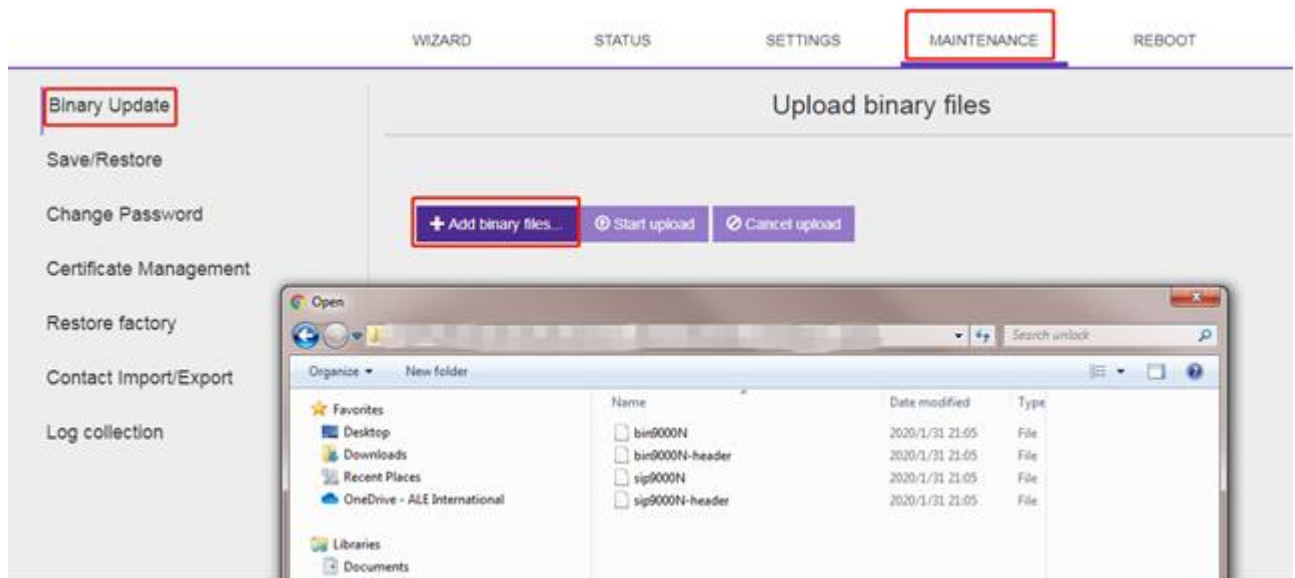 WIZARD STATUS SETTINGS MAINTENANCE REBOOT
Binary Update
Upload binary files
Save/Restore
Change Password
Add binary files... Start upload Cancel upload
Certificate Management
Restore factory
Contact Import/Export
Log collection
Open
Search unlock
Organize New folder
Favorites
Desktop
Downloads
Recent Places
OneDrive - ALE International
Libraries
Documents
Name Date modified Type
bin9000N 2020/1/31 21:05 File
bin9000N-header 2020/1/31 21:05 File
sip9000N 2020/1/31 21:05 File
sip9000N-header 2020/1/31 21:05 File